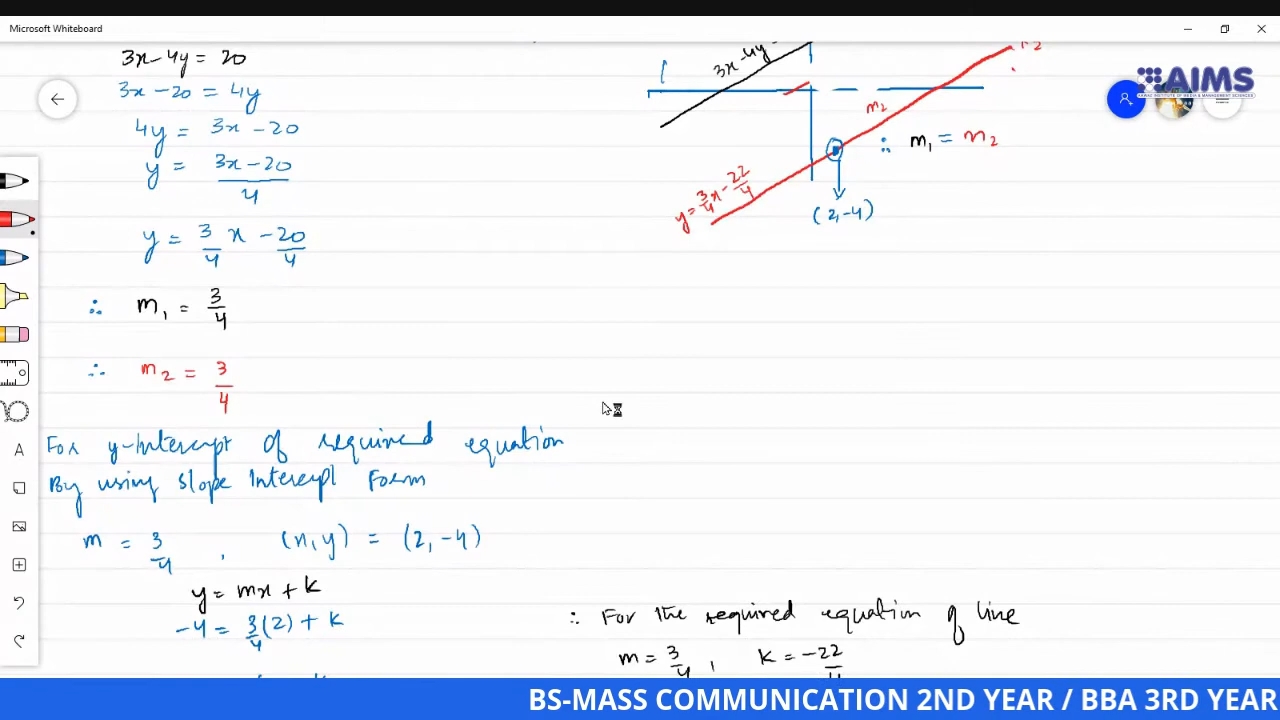 Microsoft Whiteboard
3x-4y = 20
3x-20 = 4y
4y = 3x-20
y = 3x-20/4
y = 3/4 x - 20/4
∴ m1 = 3/4
∴ m2 = 3/4
For y-Intercept of required equation
By using Slope Intercept Form
m = 3/4 , (x,y) = (2,-4)
y = mx + k
-4 = 3/4(2) + k
3x-4y=
m2
∴ m1 = m2
y = 3/4x - 22/4
(2,-4)
∴ For the required equation of line
m = 3/4 , k = -22/4
AIMS
BS-MASS COMMUNICATION 2ND YEAR / BBA 3RD YEAR